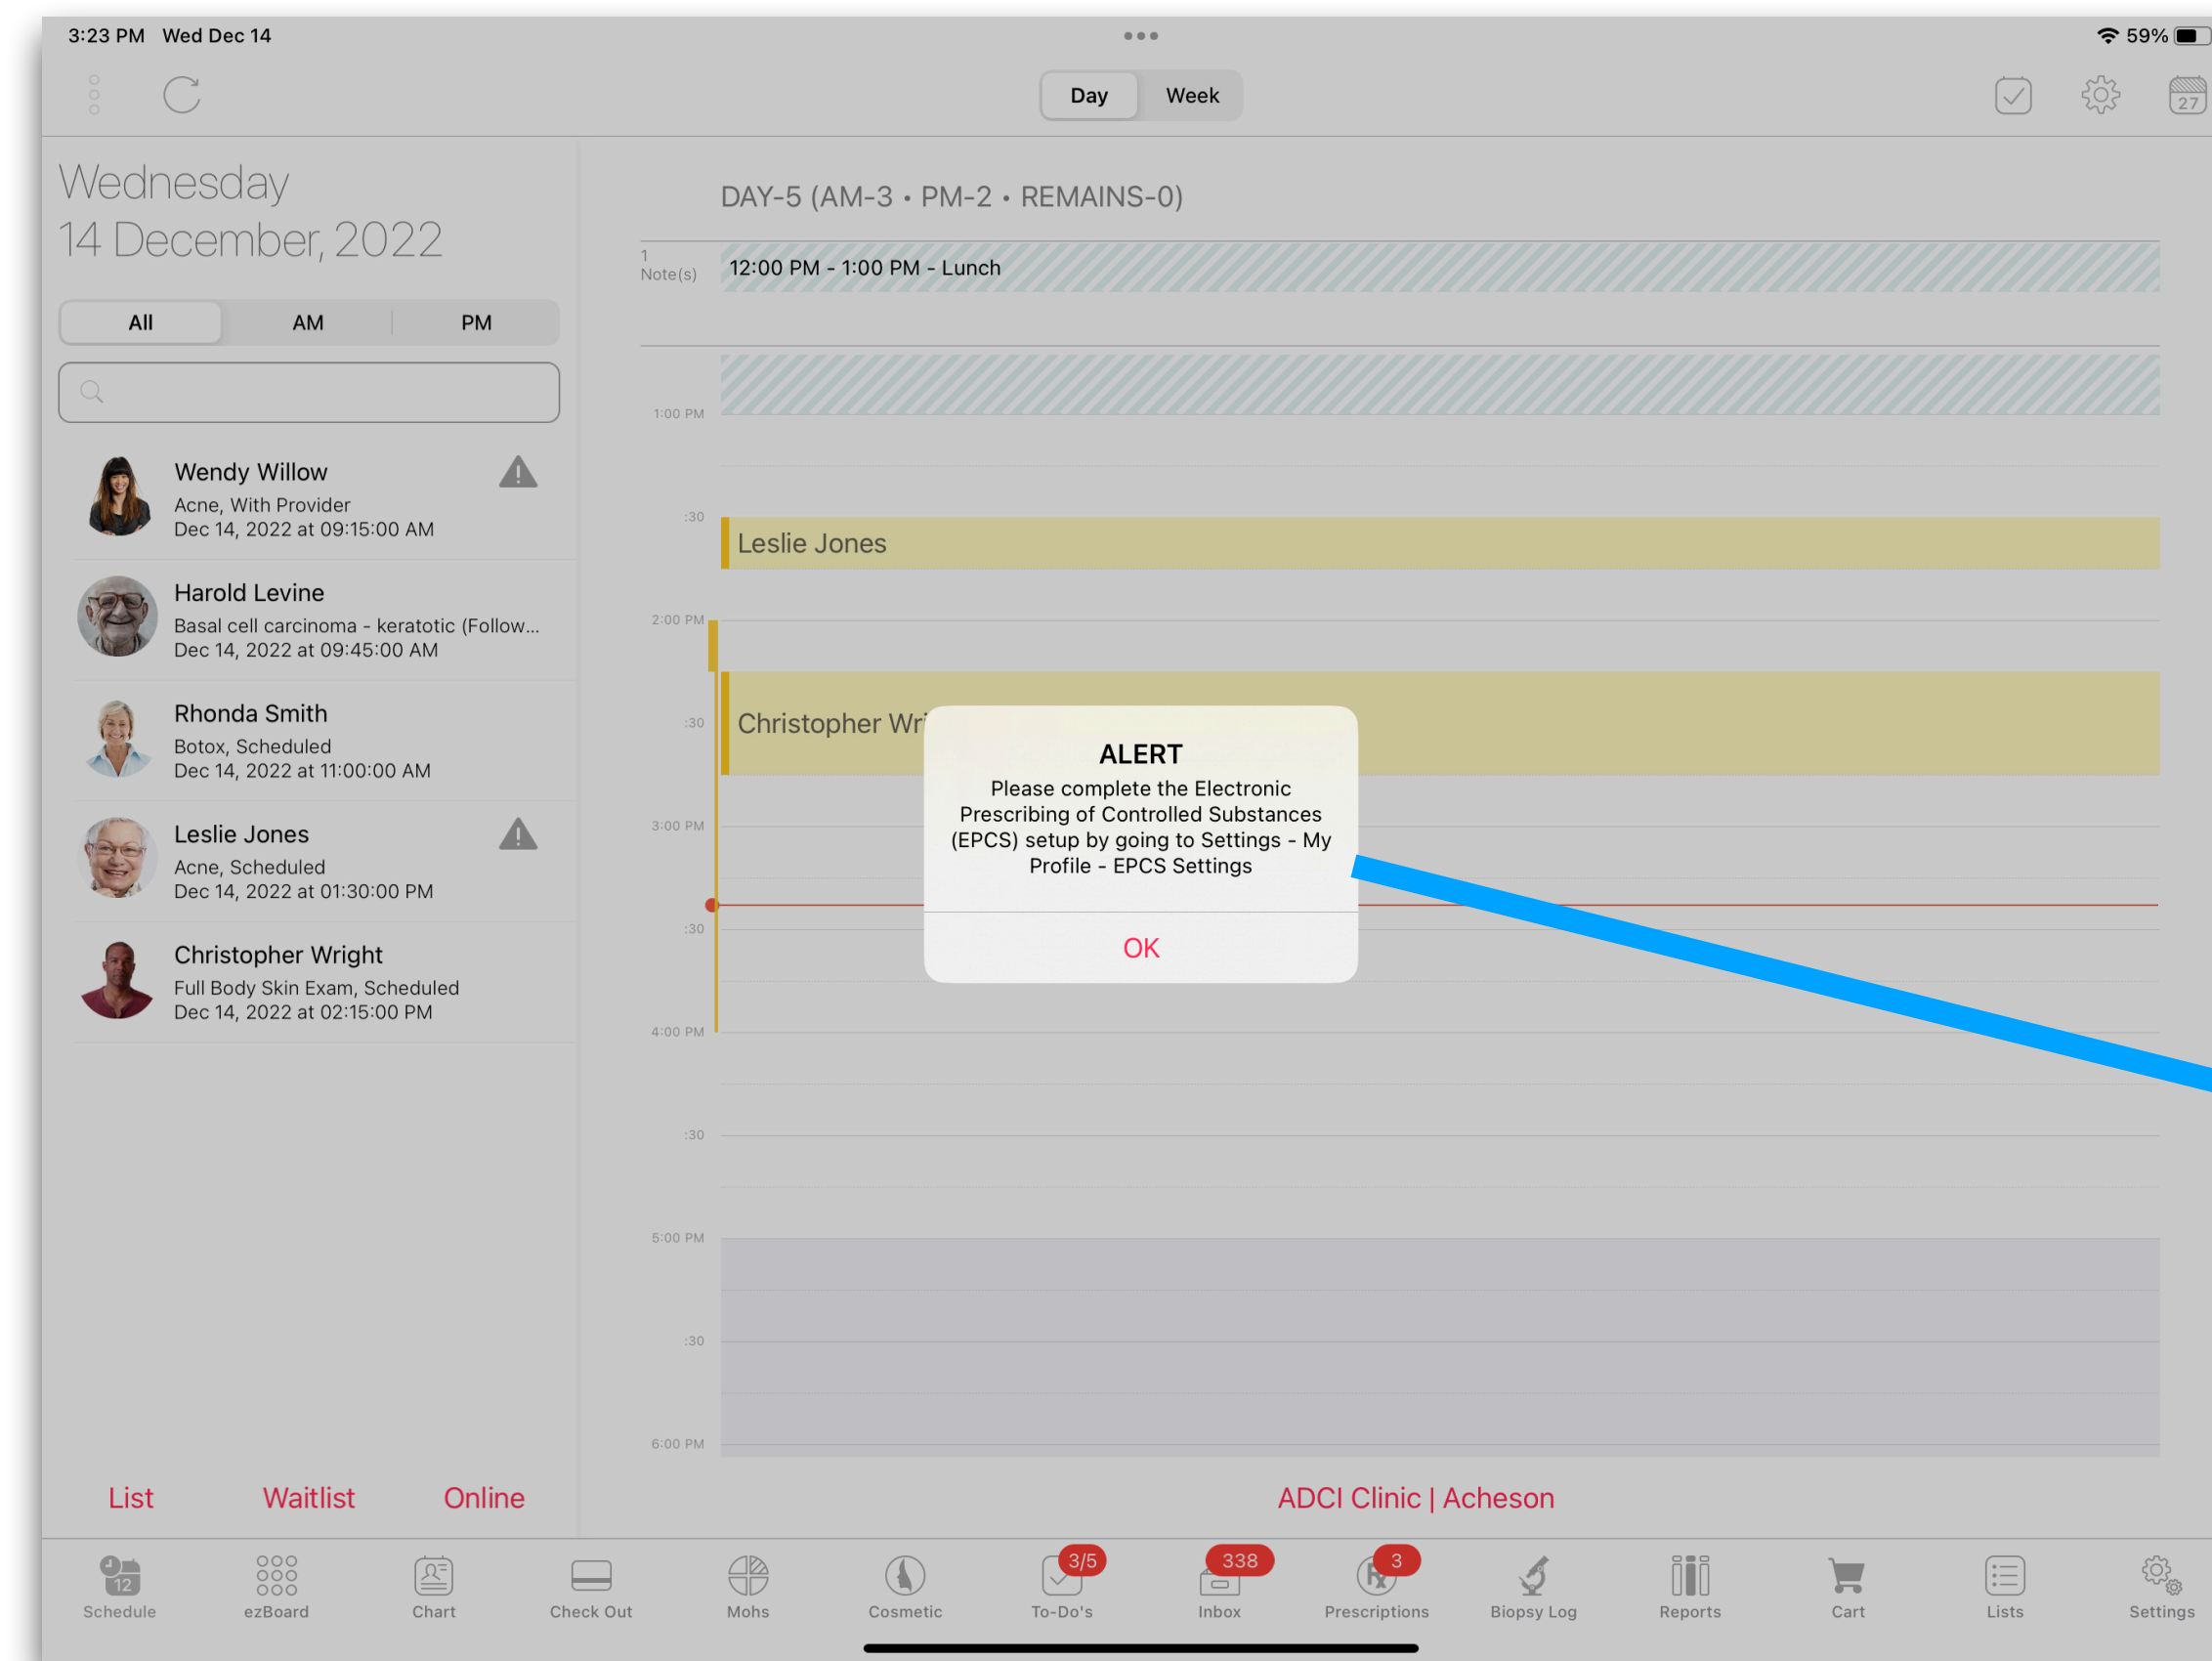 3:23 PM Wed Dec 14
59%
Day Week
27
Wednesday
14 December, 2022
All AM PM
DAY-5 (AM-3 • PM-2 • REMAINS-0)
1
Note(s)
12:00 PM - 1:00 PM - Lunch
1:00 PM
:30
Leslie Jones
2:00 PM
:30
Christopher Wri
3:00 PM
:30
4:00 PM
:30
5:00 PM
:30
6:00 PM
Wendy Willow
Acne, With Provider
Dec 14, 2022 at 09:15:00 AM
Harold Levine
Basal cell carcinoma - keratotic (Follow...
Dec 14, 2022 at 09:45:00 AM
Rhonda Smith
Botox, Scheduled
Dec 14, 2022 at 11:00:00 AM
Leslie Jones
Acne, Scheduled
Dec 14, 2022 at 01:30:00 PM
Christopher Wright
Full Body Skin Exam, Scheduled
Dec 14, 2022 at 02:15:00 PM
ALERT
Please complete the Electronic
Prescribing of Controlled Substances
(EPCS) setup by going to Settings - My
Profile - EPCS Settings
OK
List Waitlist Online
ADCI Clinic | Acheson
12
3/5
338
3
Rx
Schedule ezBoard Chart Check Out Mohs Cosmetic To-Do's Inbox Prescriptions Biopsy Log Reports Cart Lists Settings